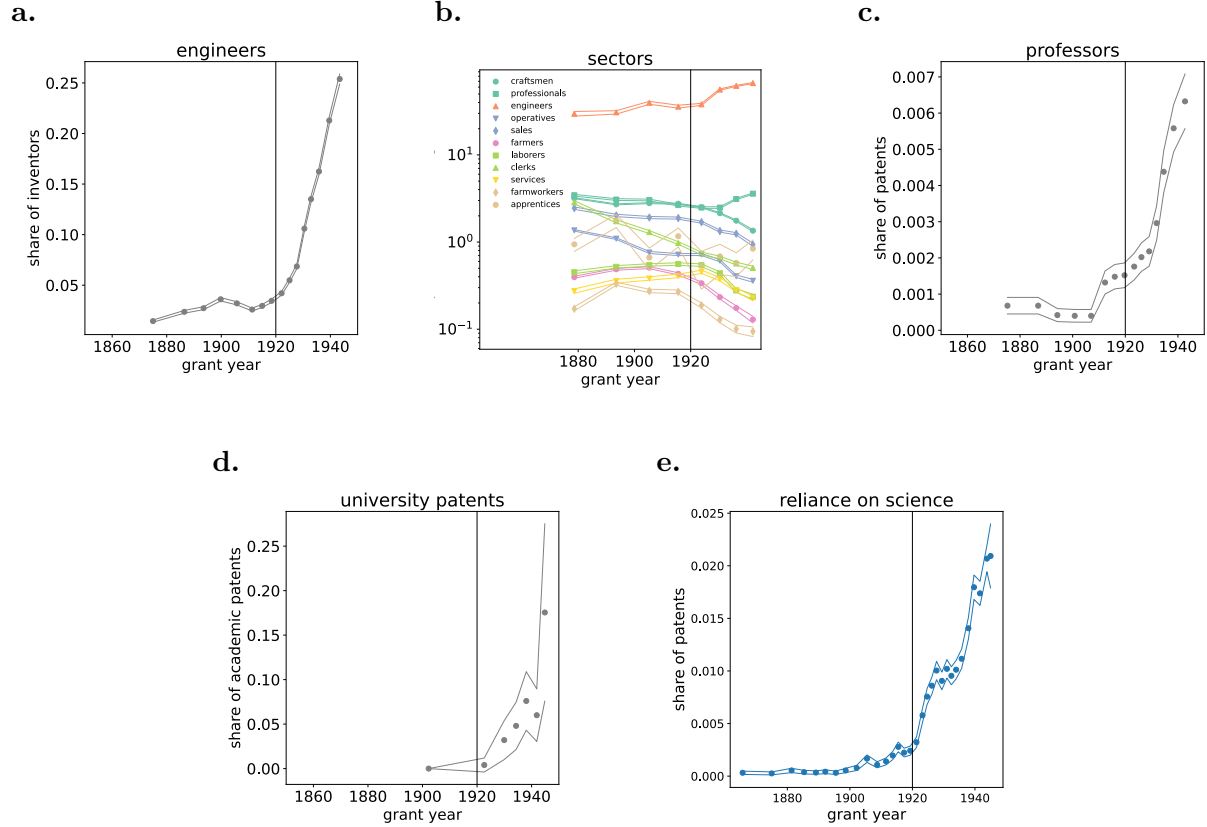 a.
engineers
0.25
0.20
0.15
0.10
0.05
share of inventors
1860 1880 1900 1920 1940
grant year
b.
sectors
craftsmen
professionals
engineers
operatives
sales
farmers
laborers
clerks
services
farmworkers
apprentices
10¹
10⁰
10⁻¹
1880 1900 1920
grant year
c.
professors
0.007
0.006
0.005
0.004
0.003
0.002
0.001
0.000
share of patents
1860 1880 1900 1920 1940
grant year
d.
university patents
0.25
0.20
0.15
0.10
0.05
0.00
share of academic patents
1860 1880 1900 1920 1940
grant year
e.
reliance on science
0.025
0.020
0.015
0.010
0.005
0.000
share of patents
1880 1900 1920 1940
grant year